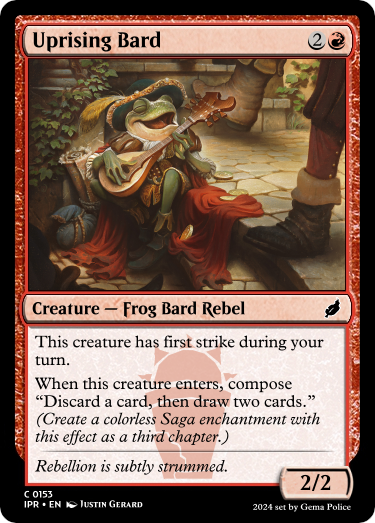 Uprising Bard 2
Creature — Frog Bard Rebel
This creature has first strike during your
turn.
When this creature enters, compose
“Discard a card, then draw two cards.”
(Create a colorless Saga enchantment with
this effect as a third chapter.)
Rebellion is subtly strummed.
2/2
C 0153
IPR • EN JUSTIN GERARD
2024 set by Gema Police